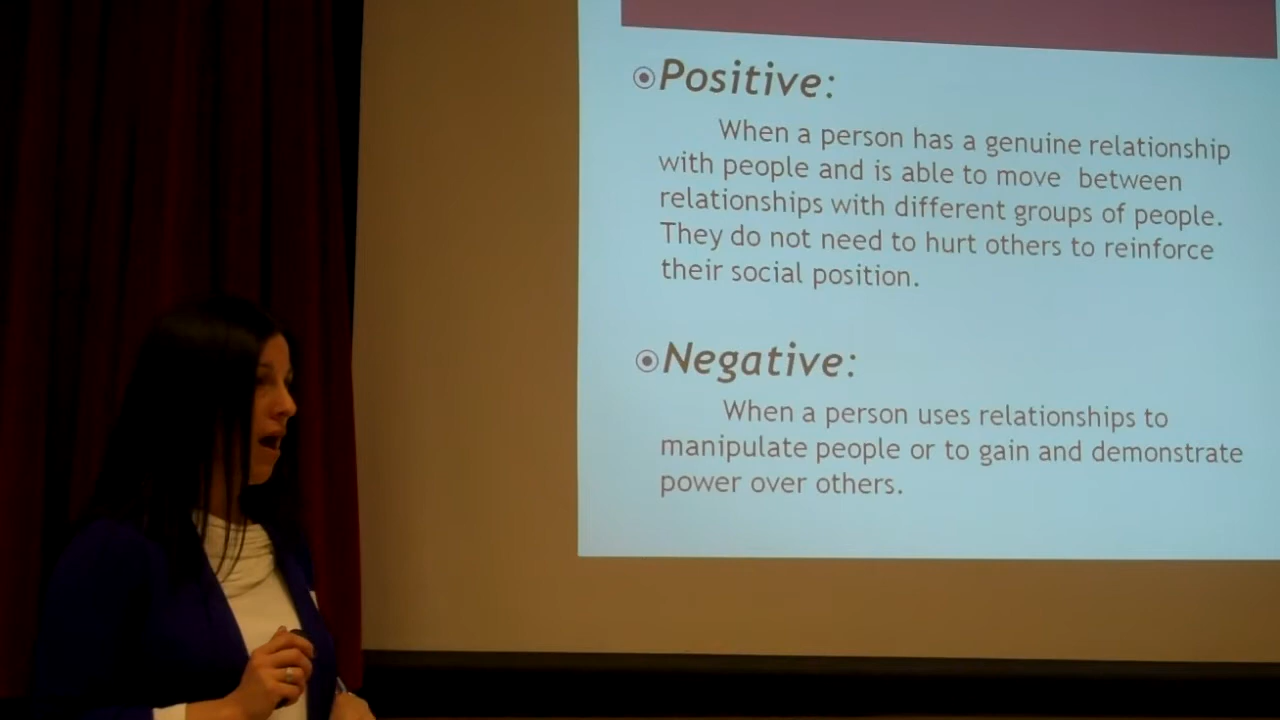 Positive:
When a person has a genuine relationship
with people and is able to move between
relationships with different groups of people.
They do not need to hurt others to reinforce
their social position.
Negative:
When a person uses relationships to
manipulate people or to gain and demonstrate
power over others.